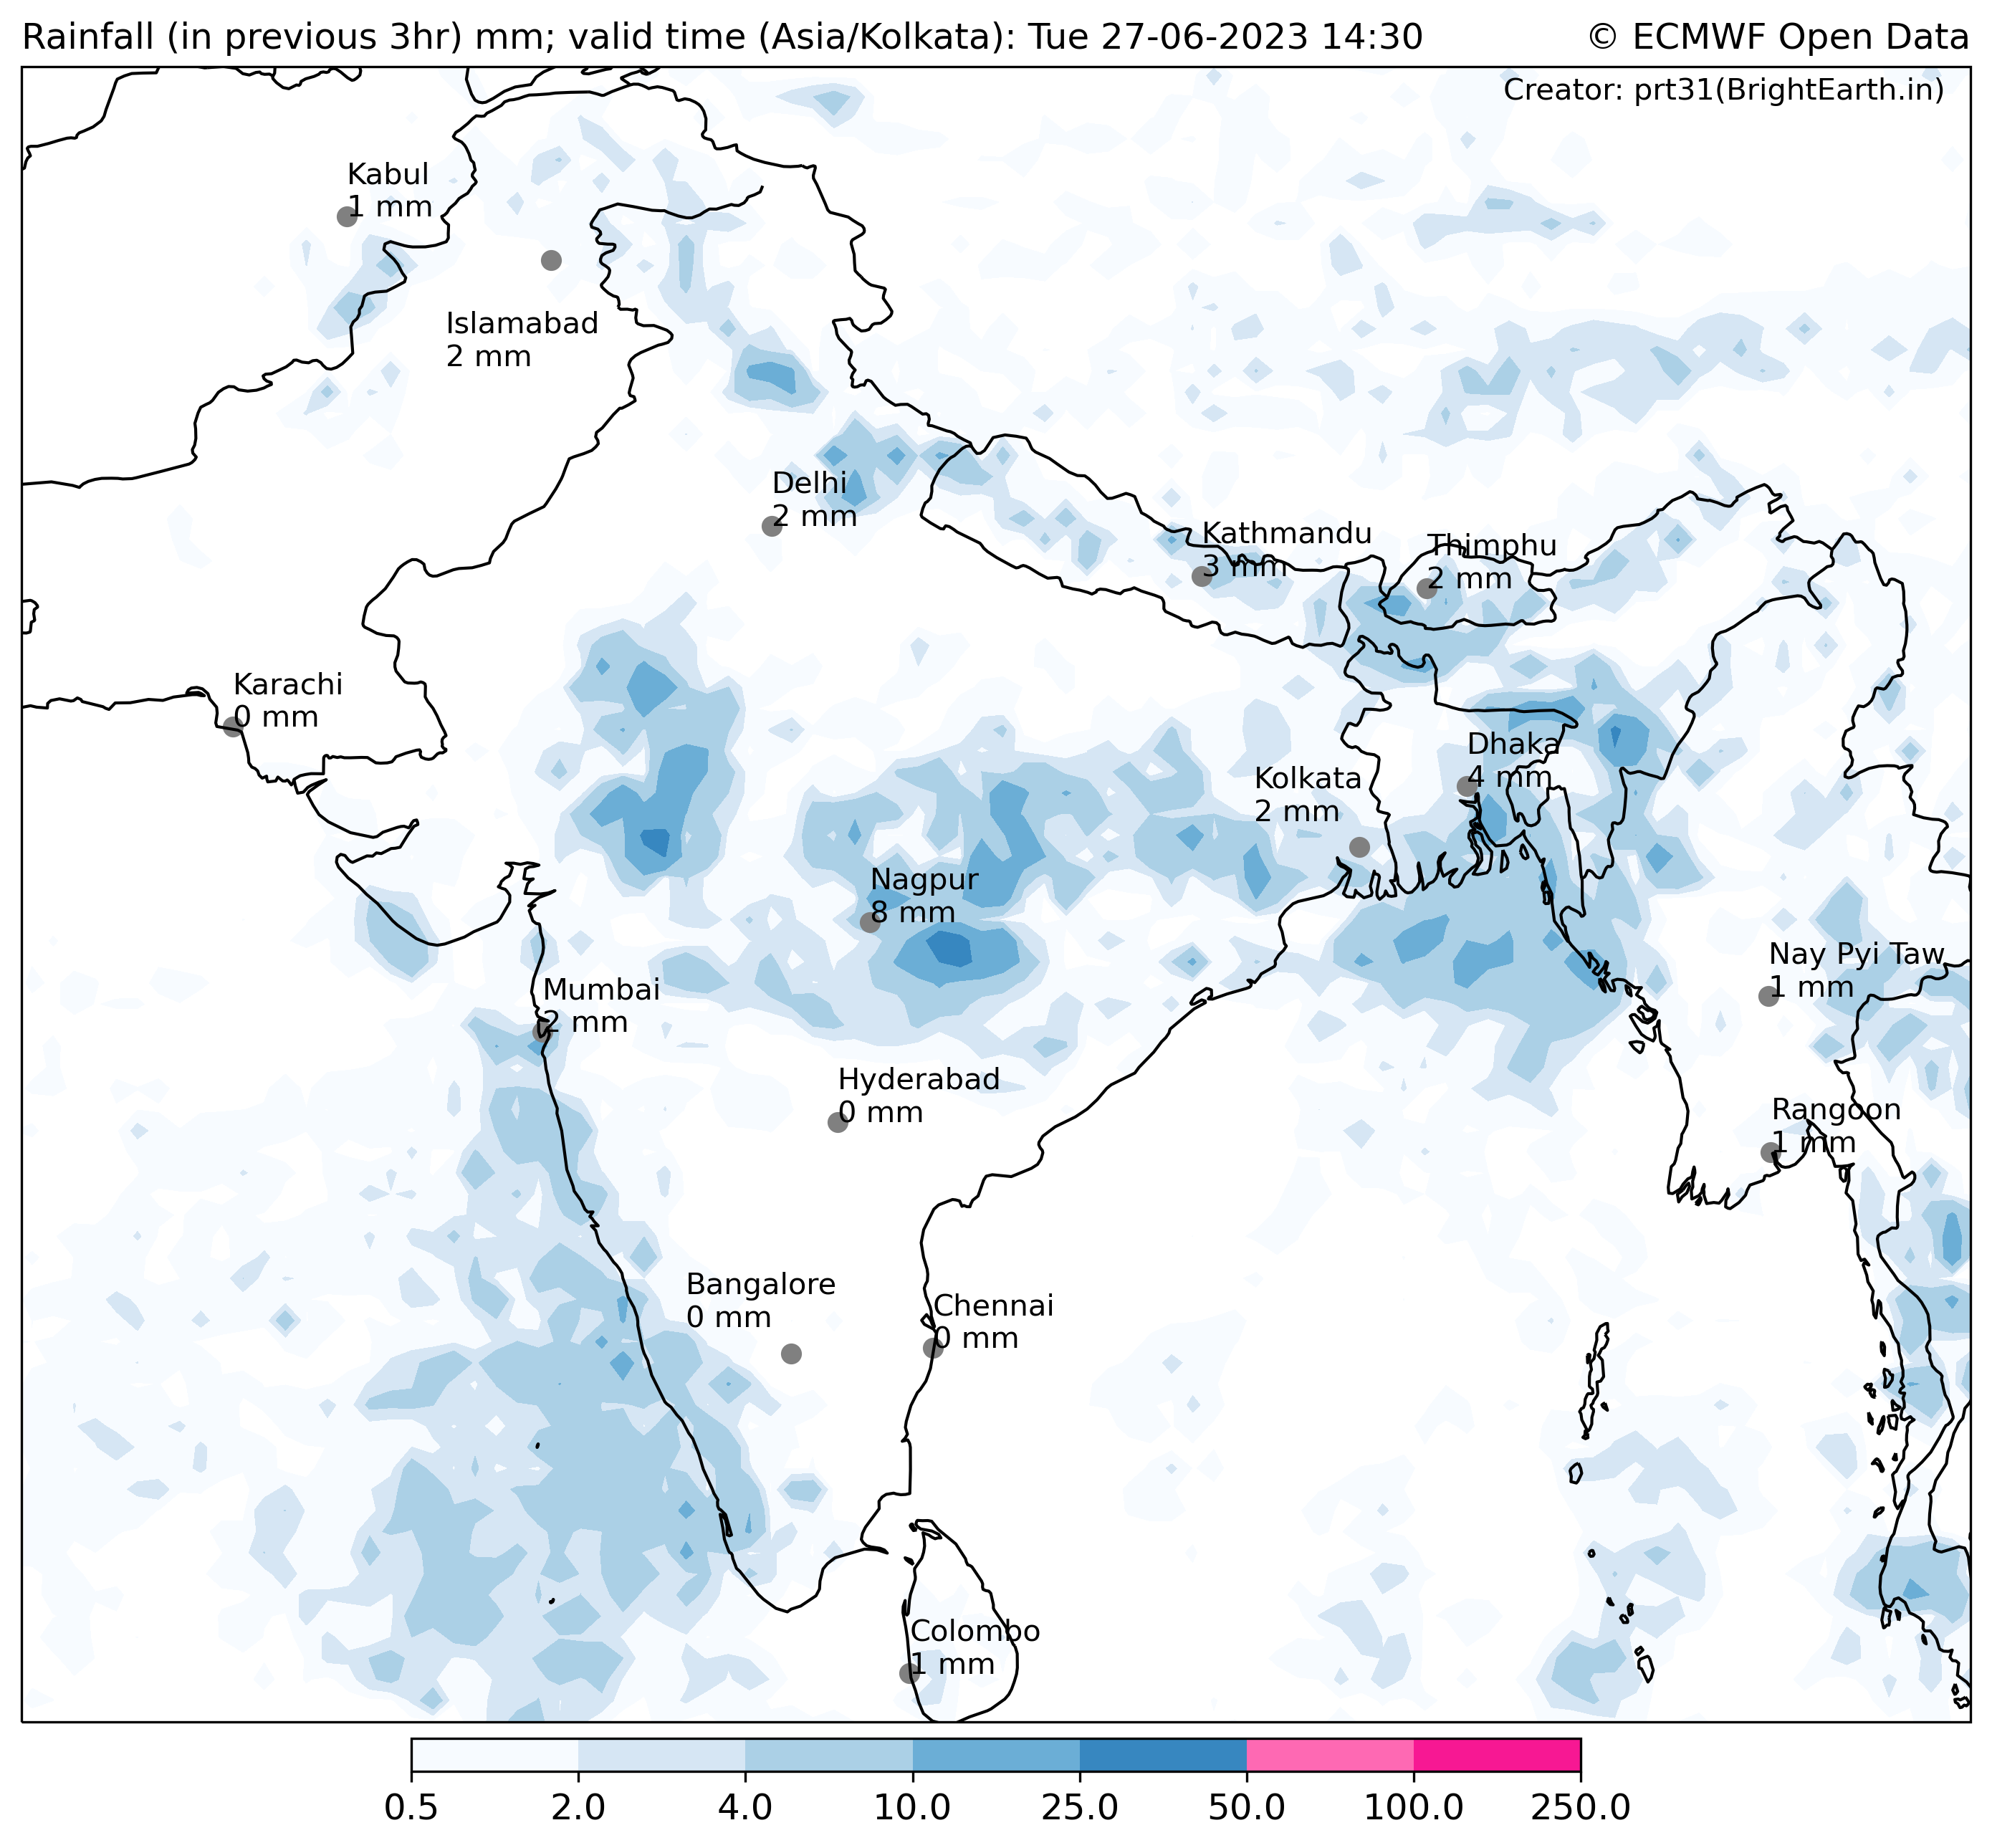 Rainfall (in previous 3hr) mm; valid time (Asia/Kolkata): Tue 27-06-2023 14:30
© ECMWF Open Data
Creator: prt31(BrightEarth.in)
Kabul
1 mm
Islamabad
2 mm
Delhi
2 mm
Kathmandu
3 mm
Thimphu
2 mm
Karachi
0 mm
Dhaka
4 mm
Kolkata
2 mm
Nagpur
8 mm
Nay Pyi Taw
1 mm
Mumbai
2 mm
Hyderabad
0 mm
Rangoon
1 mm
Bangalore
0 mm
Chennai
0 mm
Colombo
1 mm
0.5 2.0 4.0 10.0 25.0 50.0 100.0 250.0